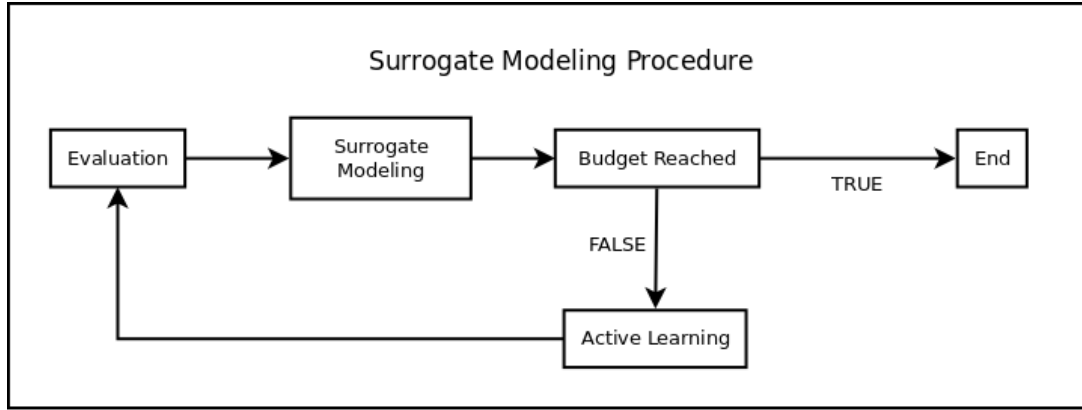 Surrogate Modeling Procedure
Evaluation
Surrogate
Modeling
Budget Reached
End
TRUE
FALSE
Active Learning